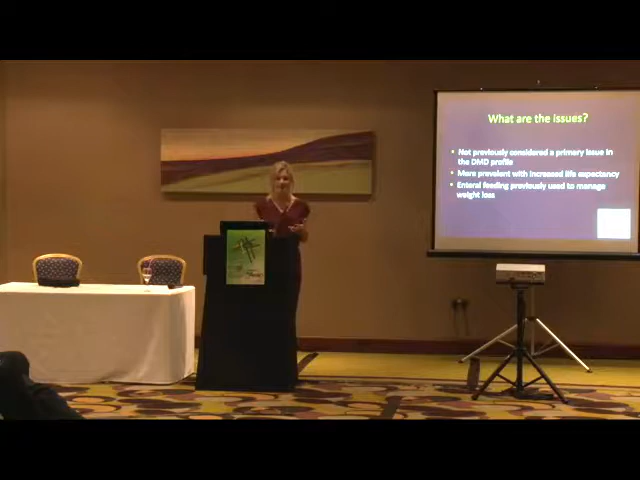 What are the issues?
• Not previously considered a primary issue in
the DMD profile
• More prevalent with increased life expectancy
• Enteral feeding previously used to manage
weight loss